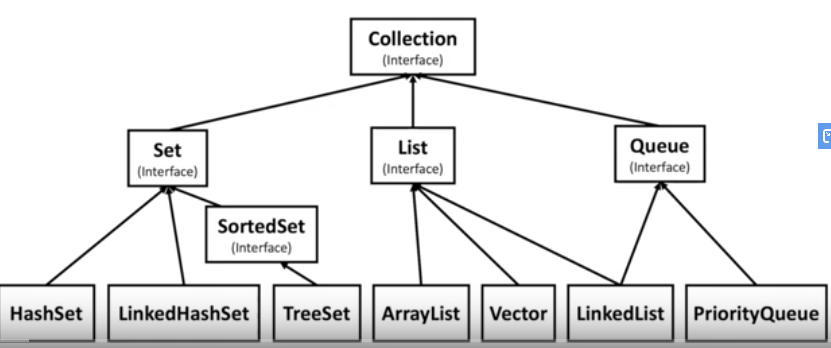 Collection
(Interface)
Set
(Interface)
List
(Interface)
Queue
(Interface)
SortedSet
(Interface)
HashSet
LinkedHashSet
TreeSet
ArrayList
Vector
LinkedList
PriorityQueue